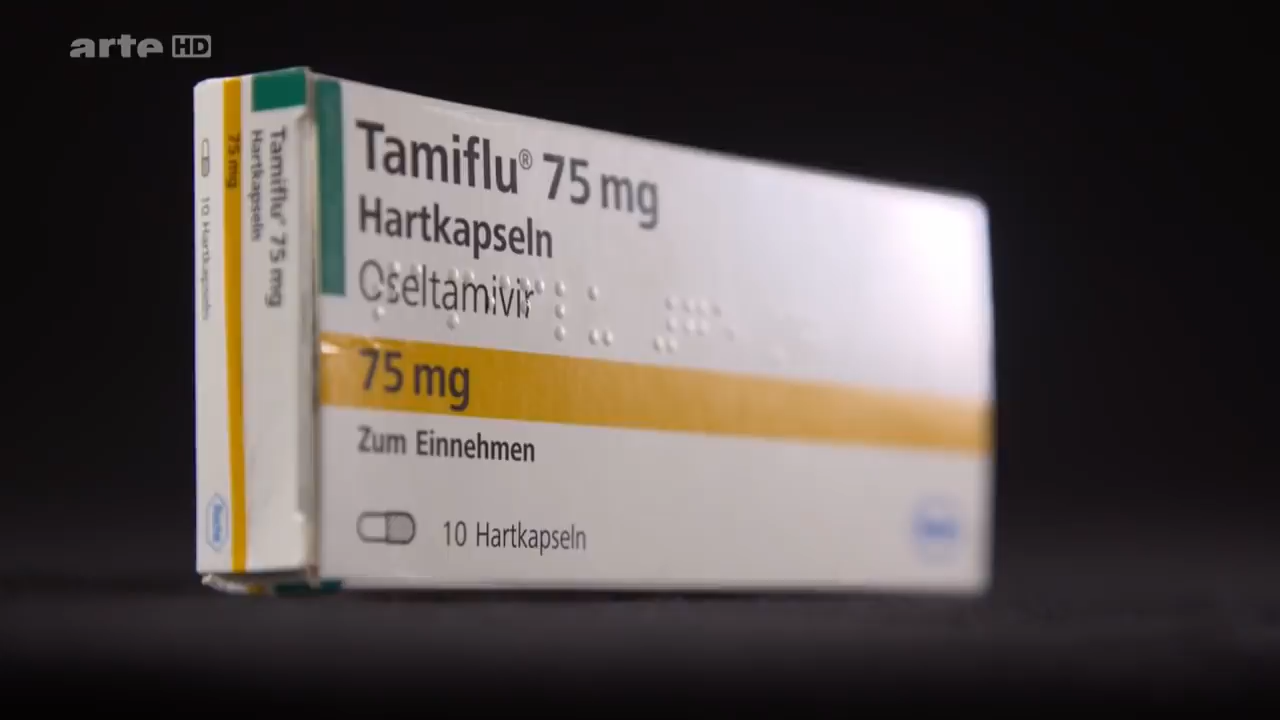 arte HD
Tamiflu® 75 mg
Hartkapseln
Oseltamivir
75 mg
Zum Einnehmen
10 Hartkapseln
Tamiflu® 75 mg
Hartkapseln
75 mg
10 Hartkapseln
Roche